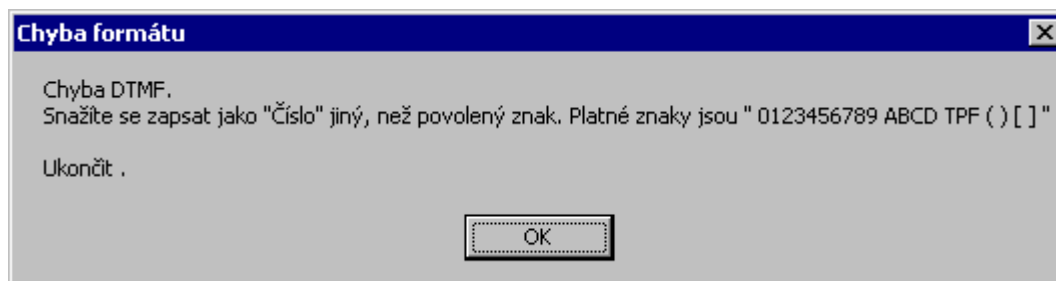 Chyba formátu
Chyba DTMF.
Snažíte se zapsat jako "Číslo" jiný, než povolený znak. Platné znaky jsou " 0123456789 ABCD TPF ( ) [ ] "
Ukončit .
OK